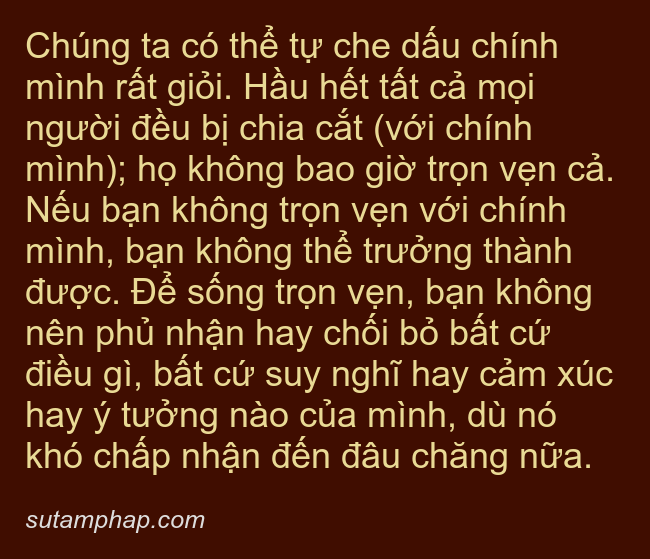 Chúng ta có thể tự che dấu chính
mình rất giỏi. Hầu hết tất cả mọi
người đều bị chia cắt (với chính
mình); họ không bao giờ trọn vẹn cả.
Nếu bạn không trọn vẹn với chính
mình, bạn không thể trưởng thành
được. Để sống trọn vẹn, bạn không
nên phủ nhận hay chối bỏ bất cứ
điều gì, bất cứ suy nghĩ hay cảm xúc
hay ý tưởng nào của mình, dù nó
khó chấp nhận đến đâu chăng nữa.
sutamphap.com